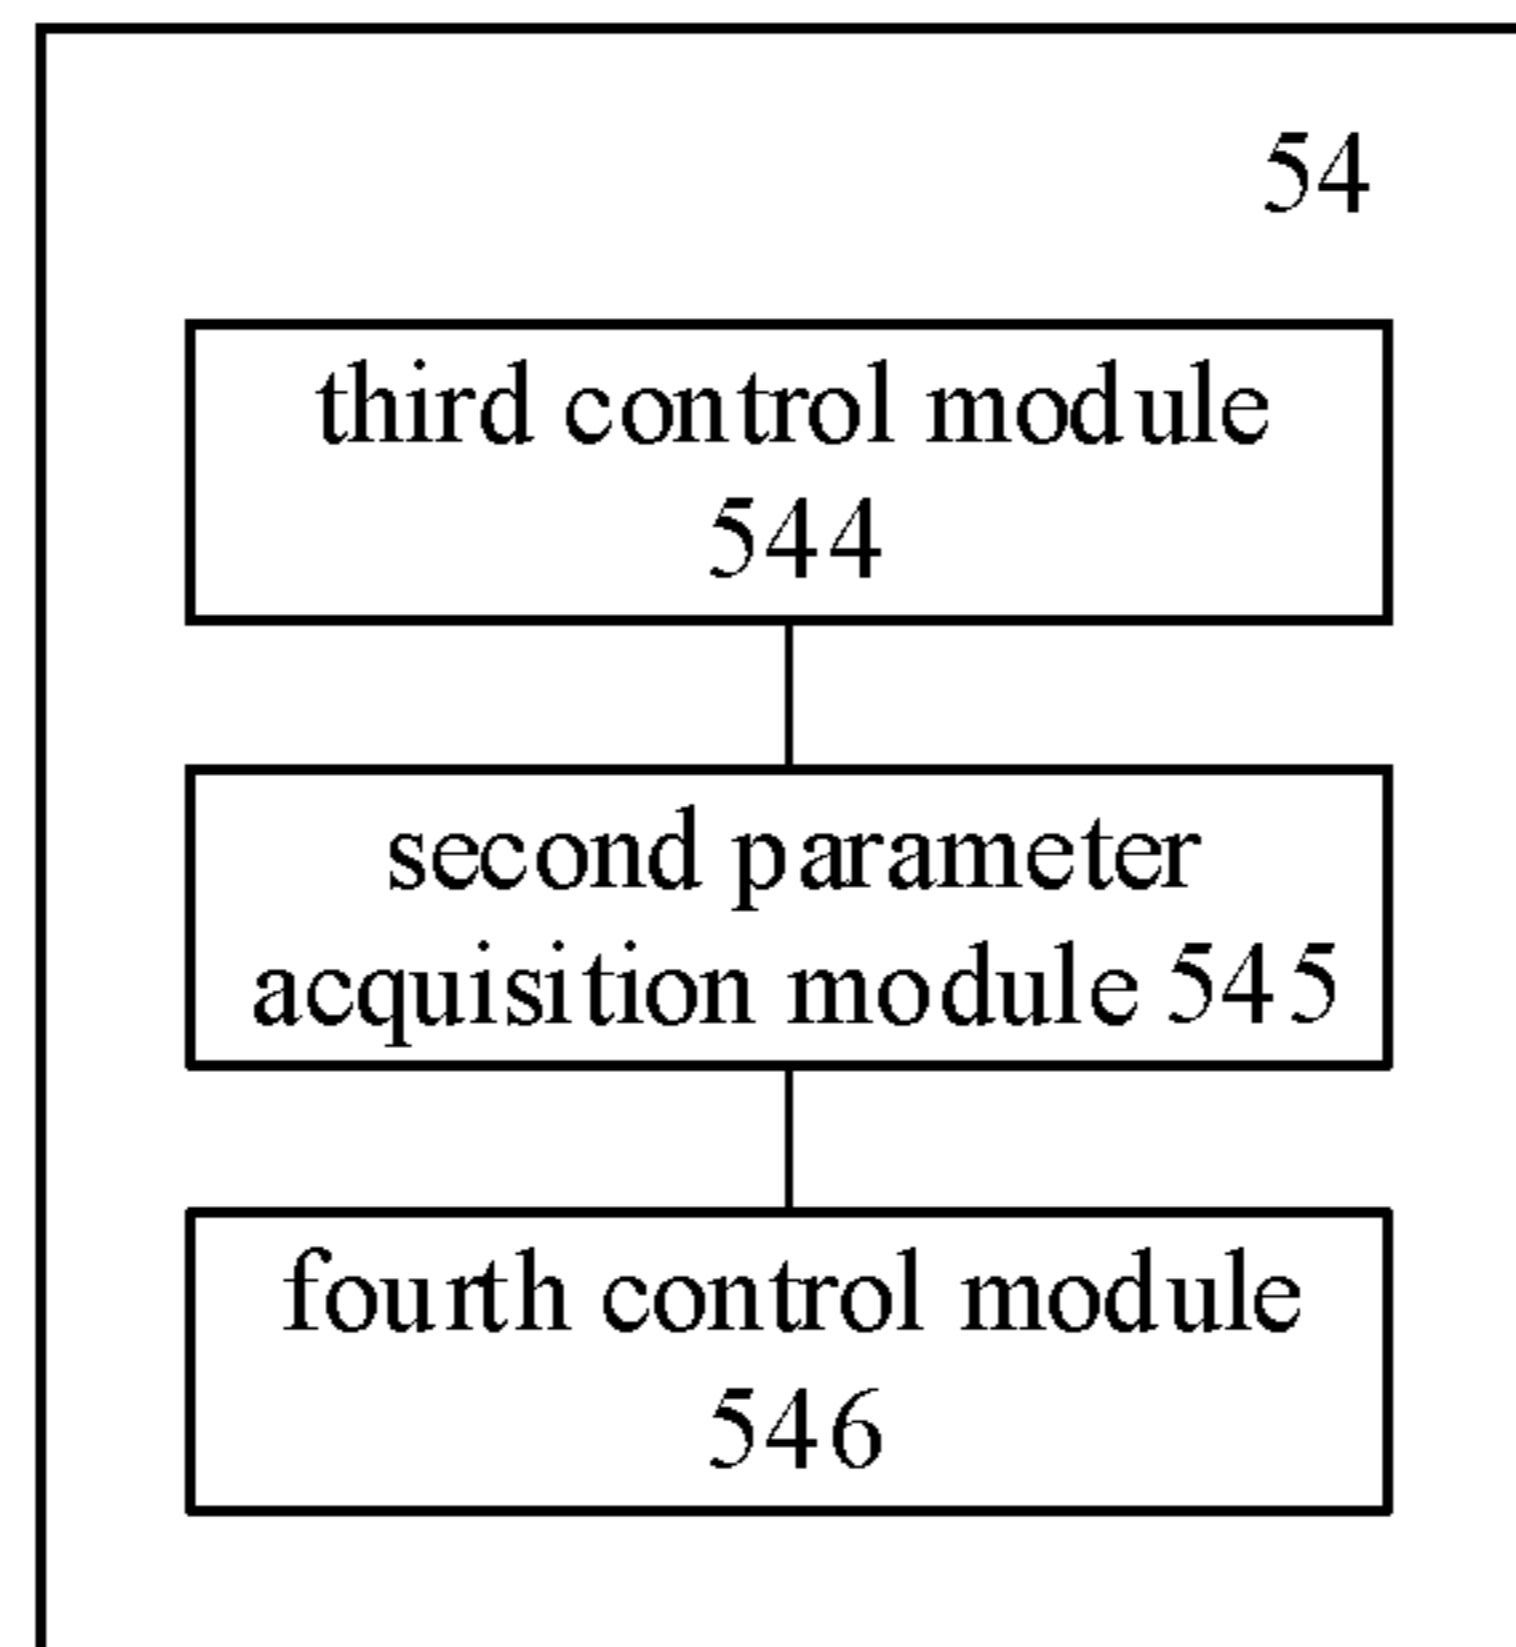 54
third control module
544
second parameter
acquisition module 545
fourth control module
546